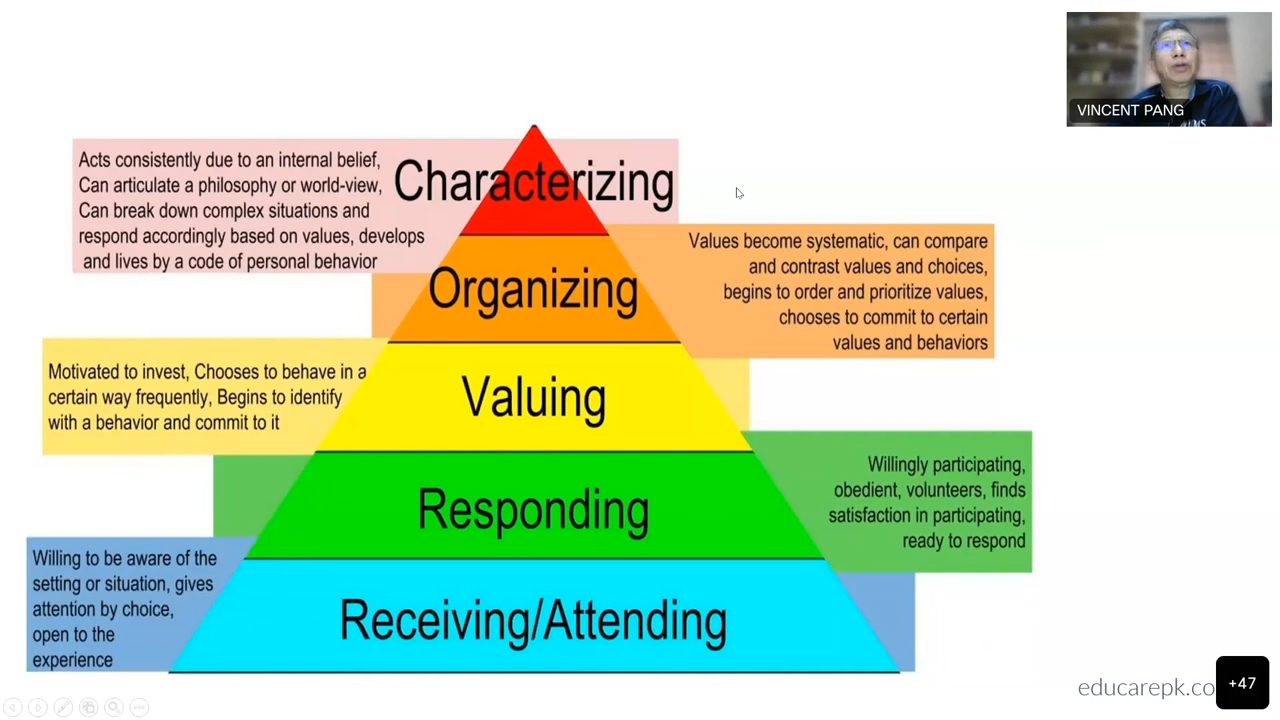 VINCENT PANG
Acts consistently due to an internal belief,
Can articulate a philosophy or world-view,
Can break down complex situations and
respond accordingly based on values, develops
and lives by a code of personal behavior
Characterizing
Values become systematic, can compare
and contrast values and choices,
begins to order and prioritize values,
chooses to commit to certain
values and behaviors
Organizing
Motivated to invest, Chooses to behave in a
certain way frequently, Begins to identify
with a behavior and commit to it
Valuing
Willingly participating,
obedient, volunteers, finds
satisfaction in participating,
ready to respond
Responding
Willing to be aware of the
setting or situation, gives
attention by choice,
open to the
experience
Receiving/Attending
educarepk.co
+47